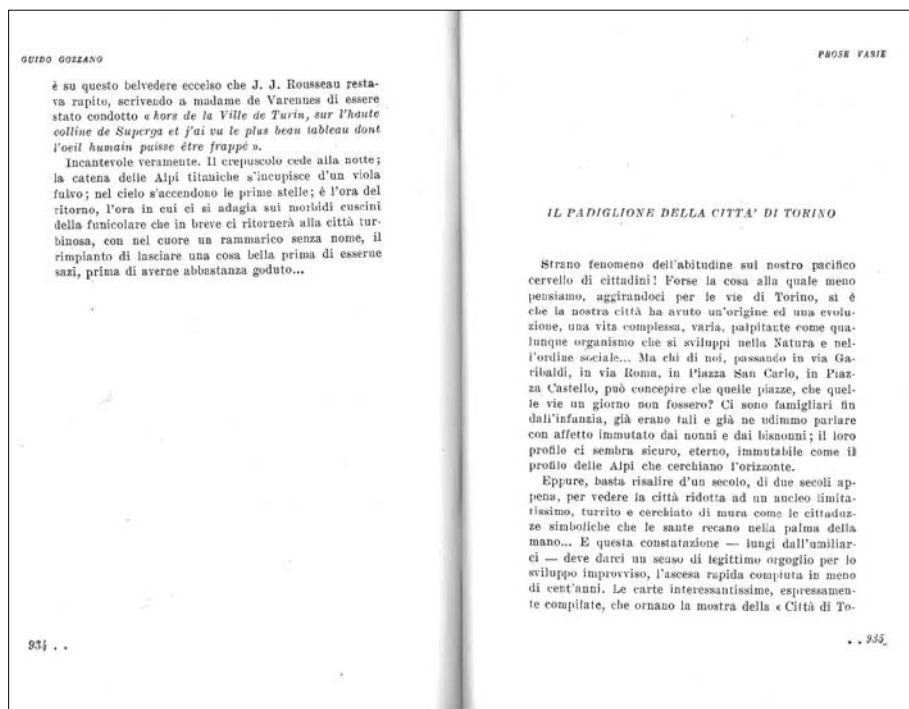 GUIDO GOZZANO
è su questo belvedere eccelso che J. J. Rousseau resta-
va rapito, scrivendo a madame de Varennes di essere
stato condotto « hors de la Ville de Turin, sur l'haute
colline de Superga et j'ai vu le plus beau tableau dont
l'oeil humain puisse être frappé ».
Incantevole veramente. Il crepuscolo cede alla notte;
la catena delle Alpi titaniche s'incupisce d'un viola
fulvo; nel cielo s'accendono le prime stelle; è l'ora del
ritorno, l'ora in cui ci si adagia sui morbidi cuscini
della funicolare che in breve ci ritornerà alla città tur-
binosa, con nel cuore un rammarico senza nome, il
rimpianto di lasciare una cosa bella prima di esserne
sazi, prima di averne abbastanza goduto...
934 . .
PROSE VARIE
IL PADIGLIONE DELLA CITTA' DI TORINO
Strano fenomeno dell'abitudine sul nostro pacifico
cervello di cittadini! Forse la cosa alla quale meno
pensiamo, aggirandoci per le vie di Torino, si è
che la nostra città ha avuto un'origine ed una evolu-
zione, una vita complessa, varia, palpitante come qua-
lunque organismo che si sviluppi nella Natura e nel-
l'ordine sociale... Ma chi di noi, passando in via Ga-
ribaldi, in via Roma, in Piazza San Carlo, in Piaz-
za Castello, può concepire che quelle piazze, che quel-
le vie un giorno non fossero? Ci sono famigliari fin
dall'infanzia, già erano tali e già ne udimmo parlare
con affetto immutato dai nonni e dai bisnonni; il loro
profilo ci sembra sicuro, eterno, immutabile come il
profilo delle Alpi che cerchiano l'orizzonte.
Eppure, basta risalire d'un secolo, di due secoli ap-
pena, per vedere la città ridotta ad un nucleo limita-
tissimo, turrito e cerchiato di mura come le cittaduz-
ze simboliche che le sante recano nella palma della
mano... E questa constatazione — lungi dall'umiliar-
ci — deve darci un senso di legittimo orgoglio per lo
sviluppo improvviso, l'ascesa rapida compiuta in meno
di cent'anni. Le carte interessantissime, espressamen-
te compilate, che ornano la mostra della « Città di To-
. . 935